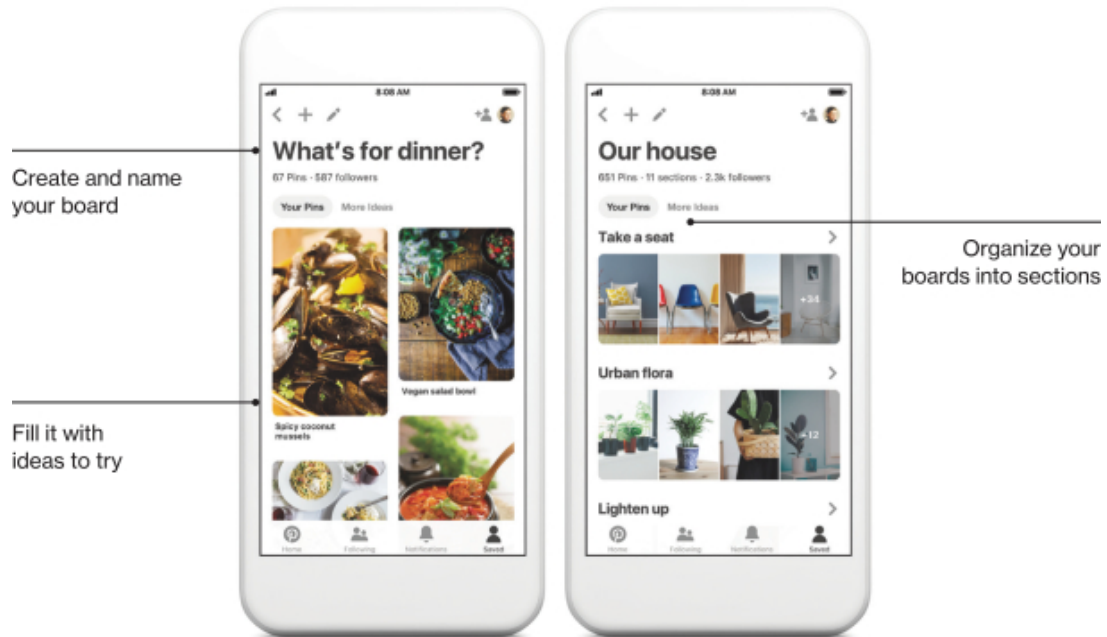 Create and name
your board
Fill it with
ideas to try
8:08 AM
What's for dinner?
67 Pins · 587 followers
Your Pins More Ideas
Spicy coconut
mussels
Vegan salad bowl
Home Following Notifications Saved
8:08 AM
Our house
651 Pins · 11 sections · 2.3k followers
Your Pins More Ideas
Take a seat
+34
Urban flora
+12
Lighten up
Home Following Notifications Saved
Organize your
boards into sections